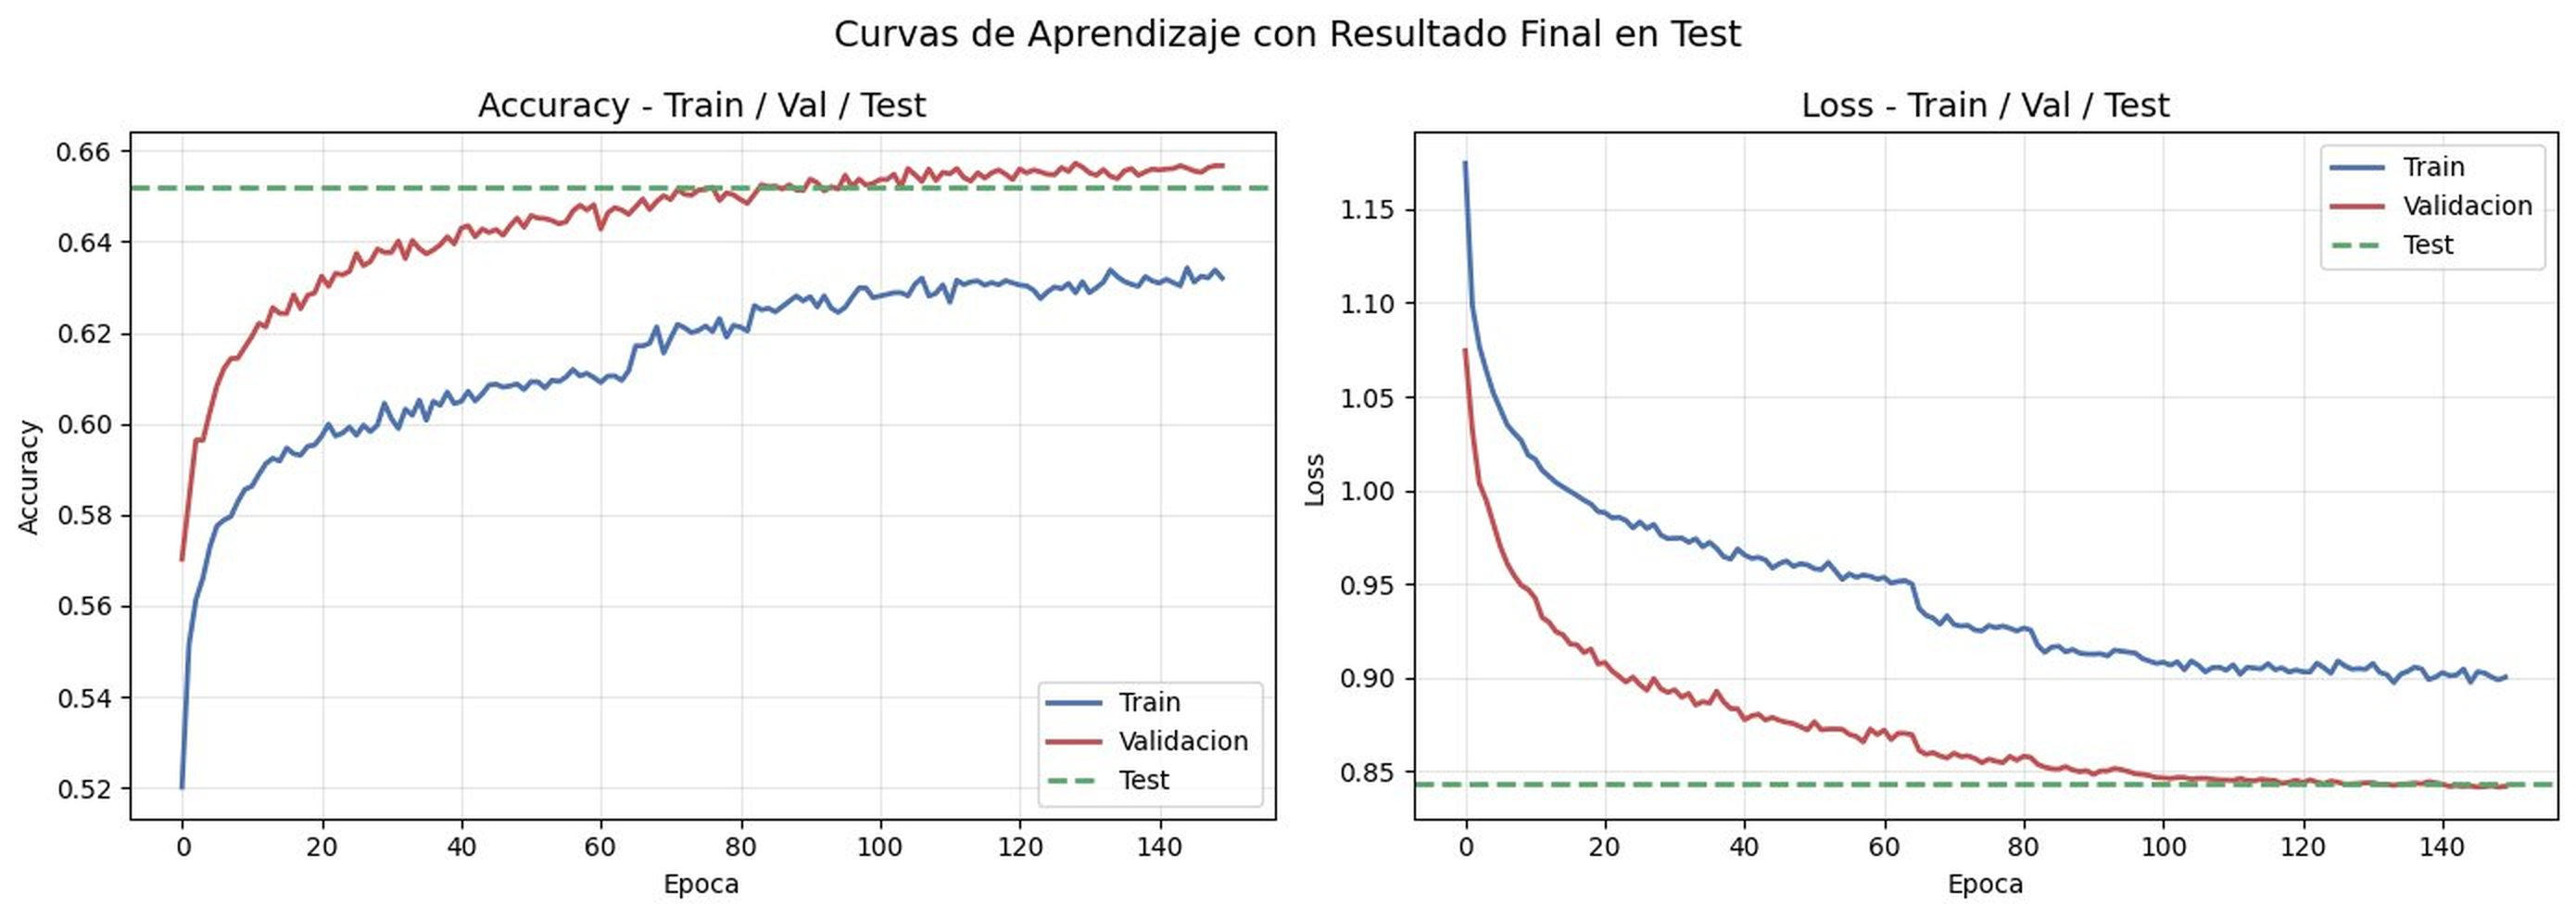 Curvas de Aprendizaje con Resultado Final en Test
Accuracy - Train / Val / Test
0.66
0.64
0.62
0.60
0.58
0.56
0.54
0.52
Accuracy
0 20 40 60 80 100 120 140
Epoca
Train
Validacion
Test
Loss - Train / Val / Test
1.15
1.10
1.05
1.00
0.95
0.90
0.85
Loss
0 20 40 60 80 100 120 140
Epoca
Train
Validacion
Test